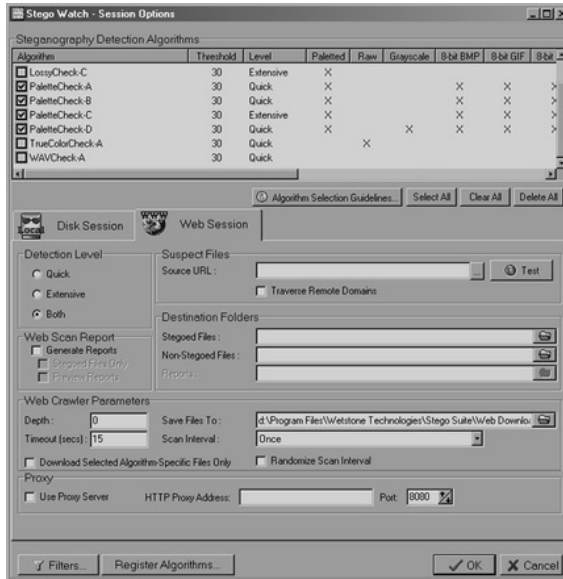 Stego Watch - Session Options
Steganography Detection Algorithms
Algorithm Threshold Level Paletted Raw Grayscale 8-bit BMP 8-bit GIF 8-bit
LossyCheck-C 30 Extensive X
PaletteCheck-A 30 Quick X X X X
PaletteCheck-B 30 Quick X X X X
PaletteCheck-C 30 Extensive X X X X
PaletteCheck-D 30 Quick X X X X X
TrueColorCheck-A 30 Quick X
WAVCheck-A 30 Quick
Algorithm Selection Guidelines... Select All Clear All Delete All
Local Disk Session Web Session
Detection Level
Quick
Extensive
Both
Suspect Files
Source URL : ... Test
Traverse Remote Domains
Web Scan Report
Generate Reports
Stegoed Files Only
Preview Reports
Destination Folders
Stegoed Files :
Non-Stegoed Files :
Reports :
Web Crawler Parameters
Depth : 0 Save Files To : d:\Program Files\Wetstone Technologies\Stego Suite\Web Downloa
Timeout (secs) : 15 Scan Interval : Once
Download Selected Algorithm-Specific Files Only Randomize Scan Interval
Proxy
Use Proxy Server HTTP Proxy Address: Port: 8080
Filters... Register Algorithms... OK Cancel